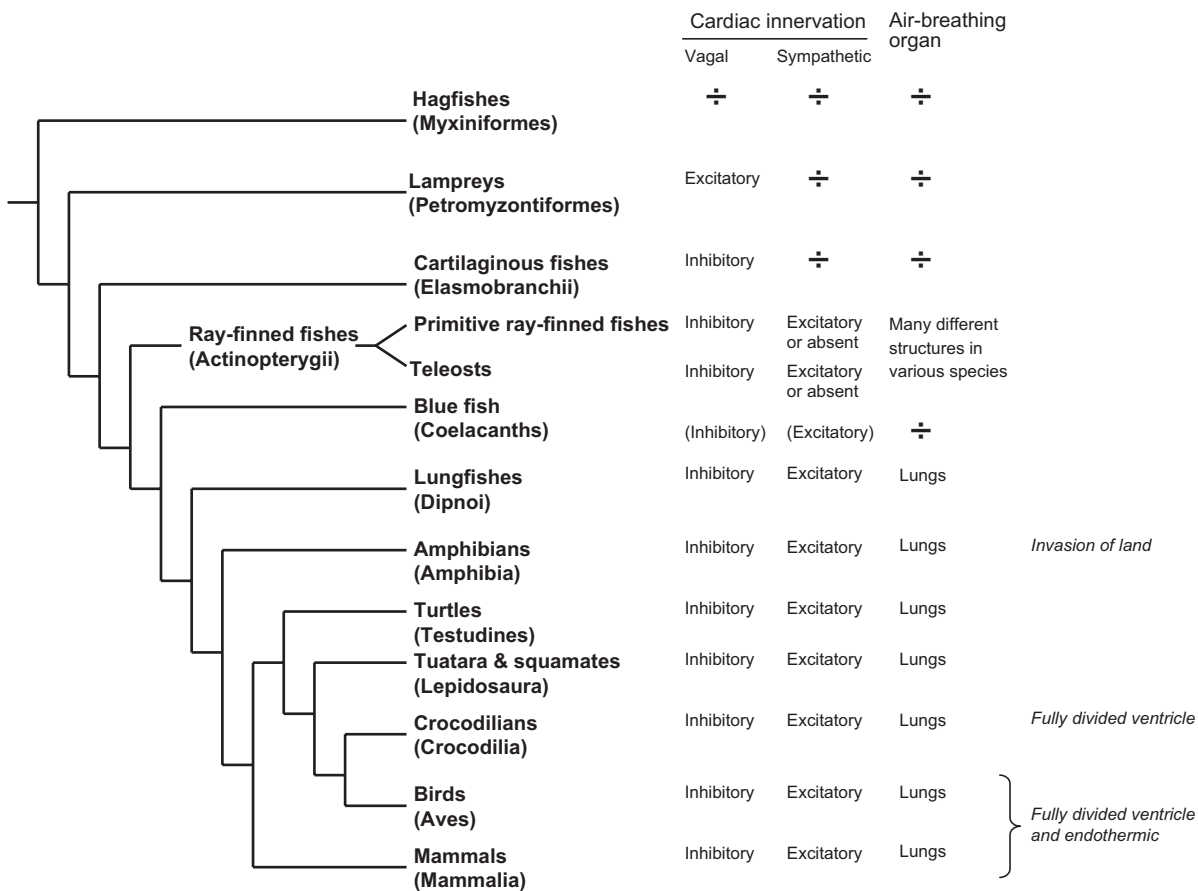 Cardiac innervation
Air-breathing
organ
Vagal
Sympathetic
Hagfishes
(Myxiniformes)
÷ ÷ ÷
Lampreys
(Petromyzontiformes)
Excitatory ÷ ÷
Cartilaginous fishes
(Elasmobranchii)
Inhibitory ÷ ÷
Ray-finned fishes
(Actinopterygii)
Primitive ray-finned fishes
Inhibitory
Excitatory
or absent
Many different
structures in
various species
Teleosts
Inhibitory
Excitatory
or absent
Blue fish
(Coelacanths)
(Inhibitory) (Excitatory) ÷
Lungfishes
(Dipnoi)
Inhibitory Excitatory Lungs
Amphibians
(Amphibia)
Inhibitory Excitatory Lungs
Invasion of land
Turtles
(Testudines)
Inhibitory Excitatory Lungs
Tuatara & squamates
(Lepidosaura)
Inhibitory Excitatory Lungs
Crocodilians
(Crocodilia)
Inhibitory Excitatory Lungs
Fully divided ventricle
Birds
(Aves)
Inhibitory Excitatory Lungs
Fully divided ventricle
and endothermic
Mammals
(Mammalia)
Inhibitory Excitatory Lungs